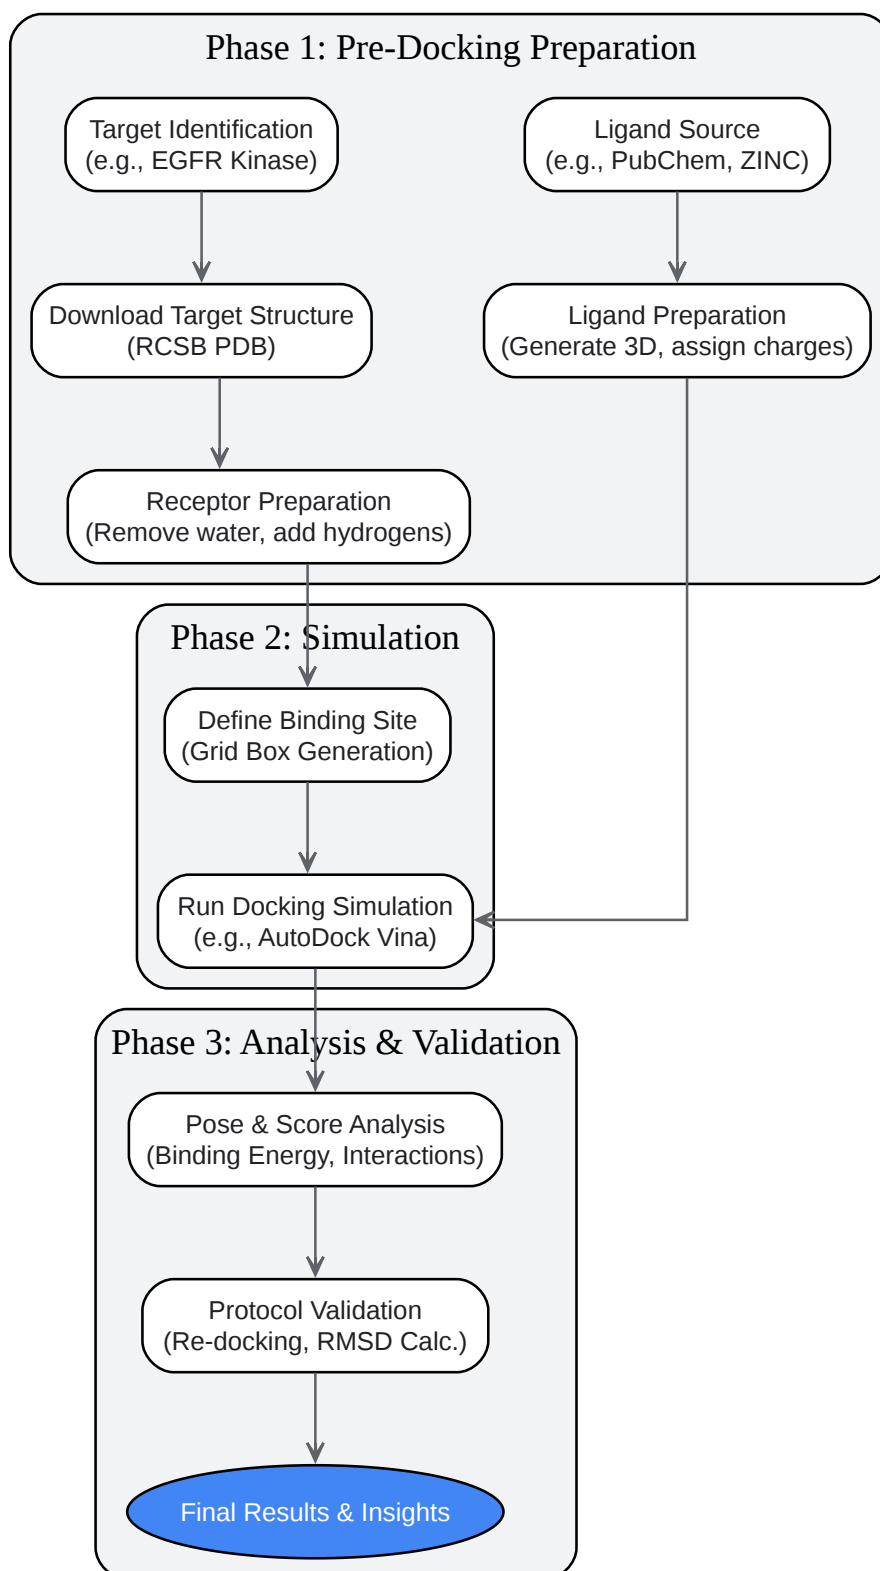 Phase 1: Pre-Docking Preparation
Target Identification
(e.g., EGFR Kinase)
Ligand Source
(e.g., PubChem, ZINC)
Download Target Structure
(RCSB PDB)
Ligand Preparation
(Generate 3D, assign charges)
Receptor Preparation
(Remove water, add hydrogens)
Phase 2: Simulation
Define Binding Site
(Grid Box Generation)
Run Docking Simulation
(e.g., AutoDock Vina)
Phase 3: Analysis & Validation
Pose & Score Analysis
(Binding Energy, Interactions)
Protocol Validation
(Re-docking, RMSD Calc.)
Final Results & Insights